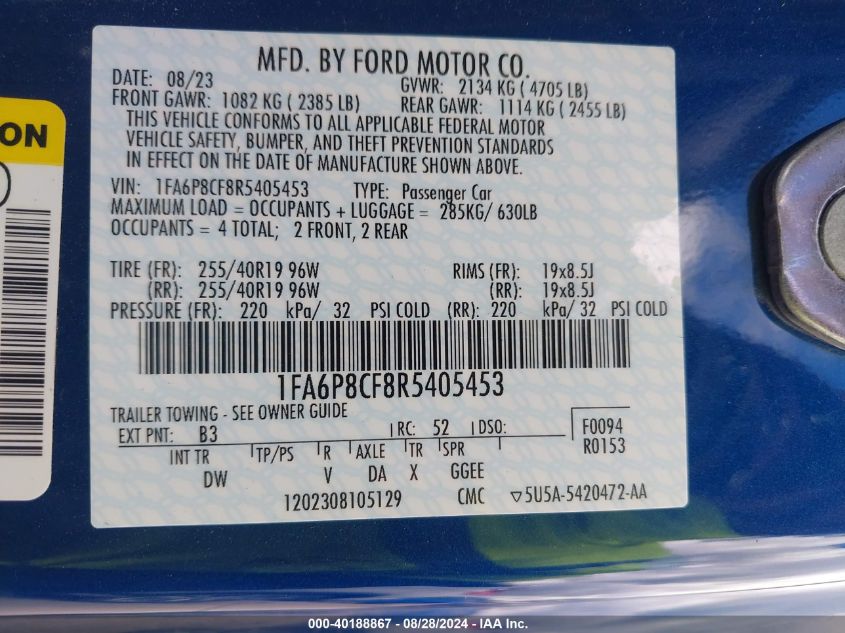 MFD. BY FORD MOTOR CO.
DATE: 08/23 GVWR: 2134 KG ( 4705 LB)
FRONT GAWR: 1082 KG ( 2385 LB) REAR GAWR: 1114 KG ( 2455 LB)
THIS VEHICLE CONFORMS TO ALL APPLICABLE FEDERAL MOTOR
VEHICLE SAFETY, BUMPER, AND THEFT PREVENTION STANDARDS
IN EFFECT ON THE DATE OF MANUFACTURE SHOWN ABOVE.
VIN: 1FA6P8CF8R5405453 TYPE: Passenger Car
MAXIMUM LOAD = OCCUPANTS + LUGGAGE = 285KG/ 630LB
OCCUPANTS = 4 TOTAL; 2 FRONT, 2 REAR
TIRE (FR): 255/40R19 96W RIMS (FR): 19x8.5J
(RR): 255/40R19 96W (RR): 19x8.5J
PRESSURE (FR): 220 kPa/ 32 PSI COLD (RR): 220 kPa/ 32 PSI COLD
1FA6P8CF8R5405453
TRAILER TOWING - SEE OWNER GUIDE
EXT PNT: B3 RC: 52 DSO: F0094
R0153
INT TR TP/PS R AXLE TR SPR
DW V DA X GGEE
1202308105129 CMC ▽5U5A-5420472-AA
ON
000-40188867 - 08/28/2024 - IAAI.COM